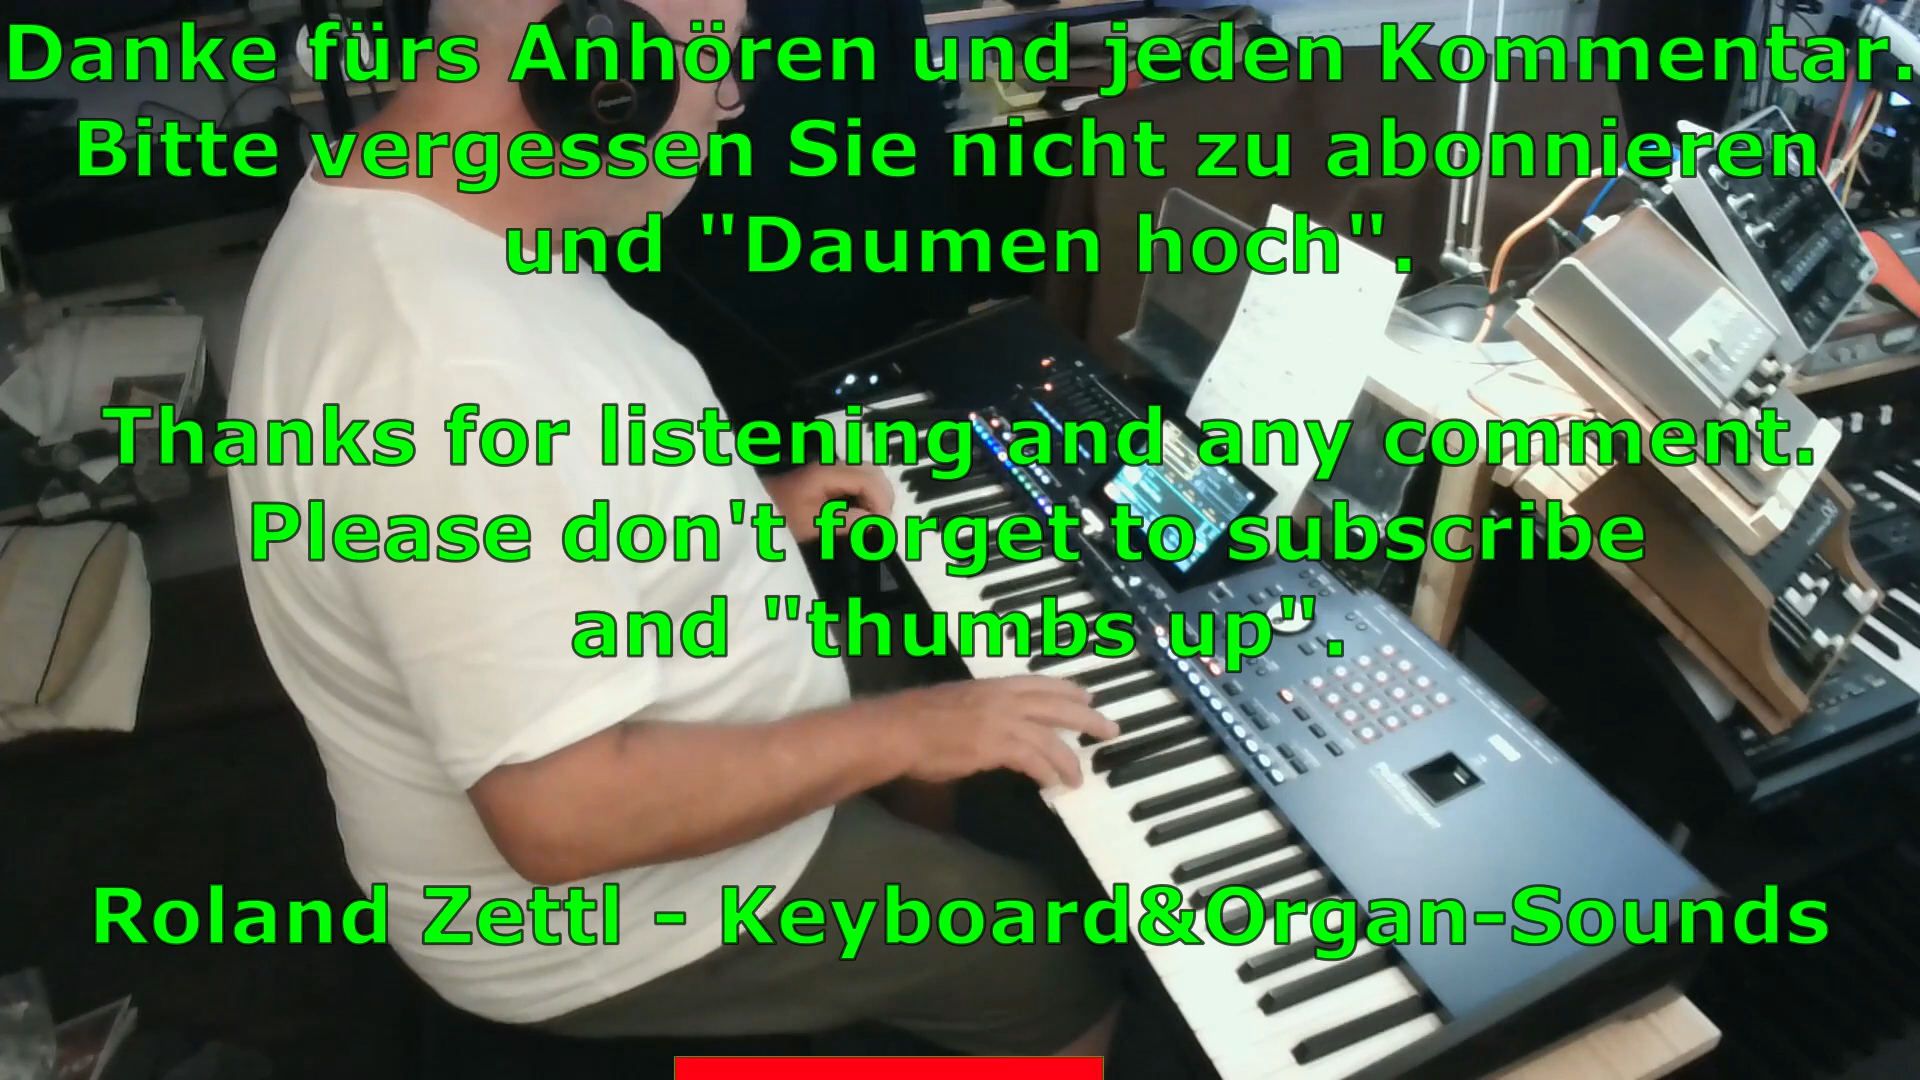 Danke fürs Anhören und jeden Kommentar.
Bitte vergessen Sie nicht zu abonnieren
und "Daumen hoch".
Thanks for listening and any comment.
Please don't forget to subscribe
and "thumbs up".
Roland Zettl - Keyboard&Organ-Sounds